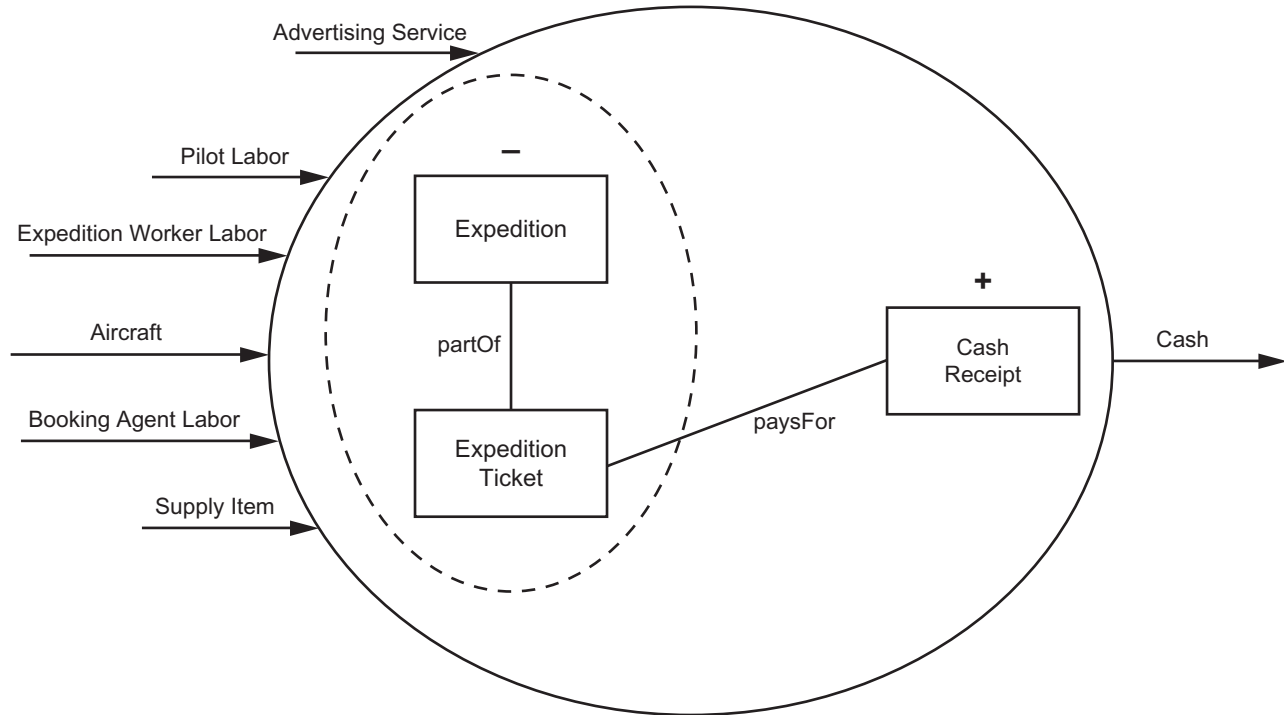 Advertising Service
–
Pilot Labor
Expedition
Expedition Worker Labor
+
Aircraft
partOf
Cash
Receipt
Cash
Booking Agent Labor
paysFor
Expedition
Ticket
Supply Item